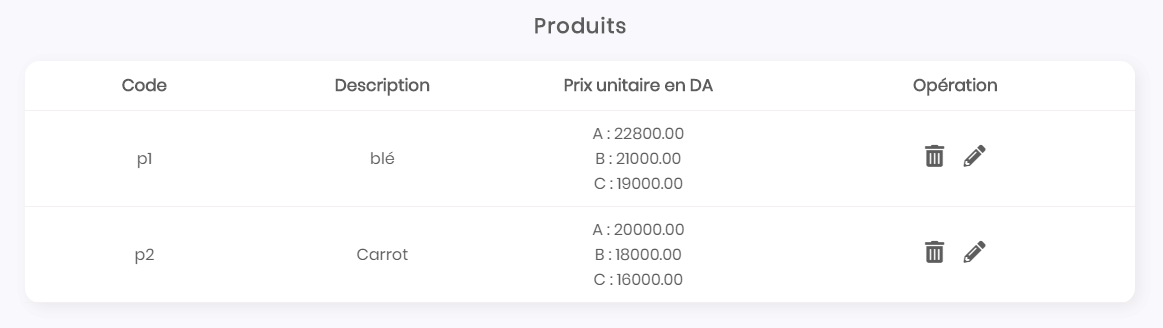 Produits
Code Description Prix unitaire en DA Opération
A : 22800.00
p1 blé B : 21000.00
C : 19000.00
A : 20000.00
p2 Carrot B : 18000.00
C : 16000.00